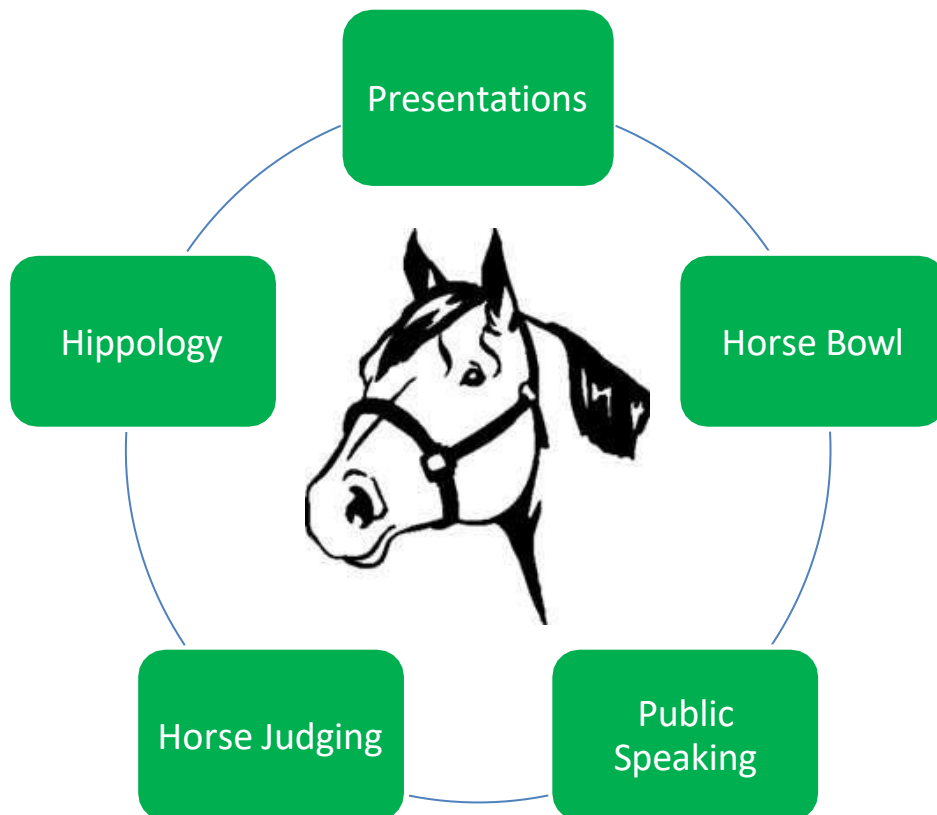 Presentations
Hippology
Horse Bowl
Horse Judging
Public
Speaking